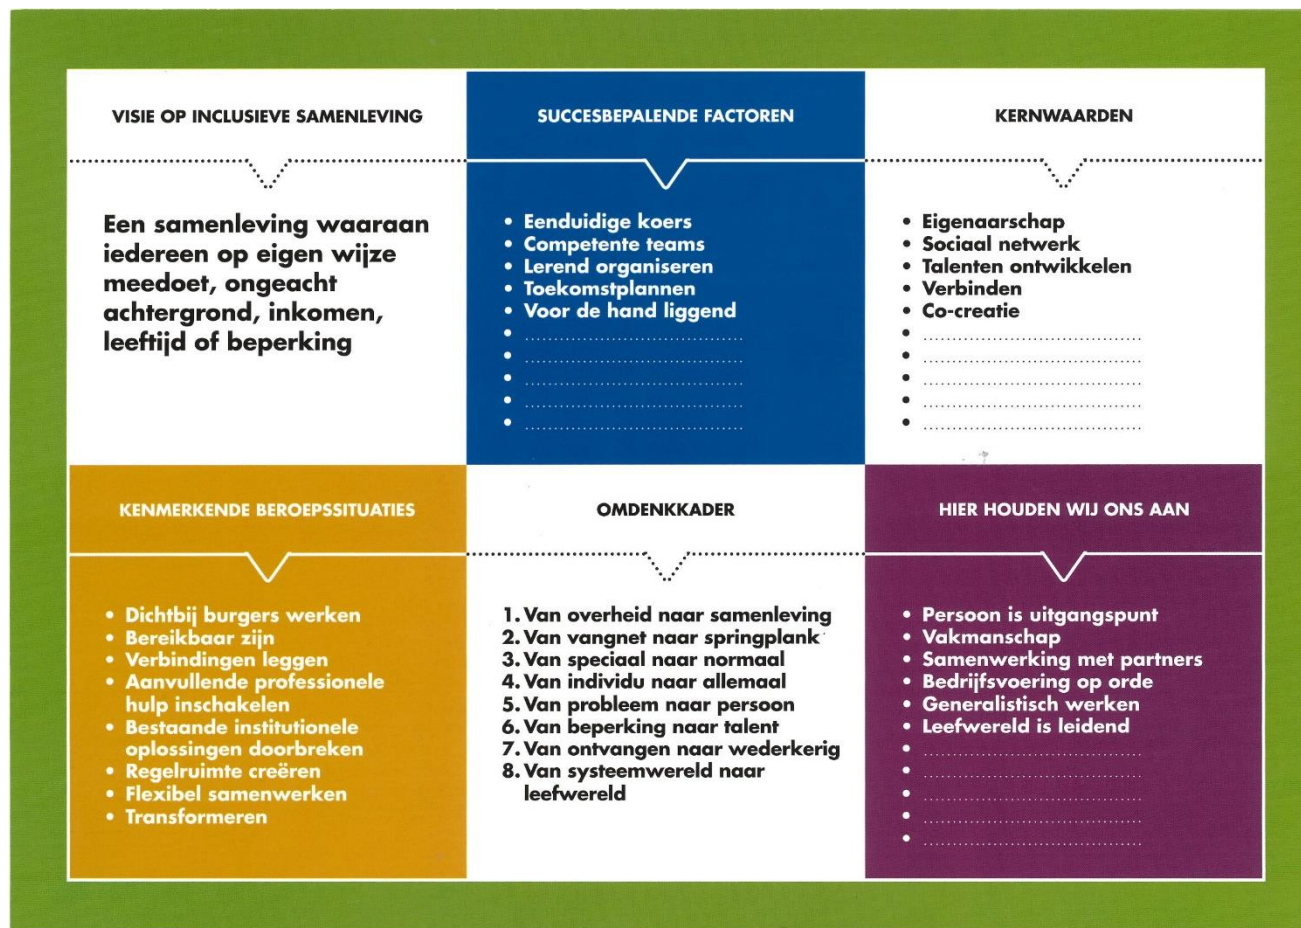 VISIE OP INCLUSIEVE SAMENLEVING
Een samenleving waaraan
iedereen op eigen wijze
meedoet, ongeacht
achtergrond, inkomen,
leeftijd of beperking
SUCCESBEPALENDE FACTOREN
• Eenduidige koers
• Competente teams
• Lerend organiseren
• Toekomstplannen
• Voor de hand liggend
• ........................................
• ........................................
• ........................................
• ........................................
• ........................................
KERNWAARDEN
• Eigenaarschap
• Sociaal netwerk
• Talenten ontwikkelen
• Verbinden
• Co-creatie
• ........................................
• ........................................
• ........................................
• ........................................
• ........................................
KENMERKENDE BEROEPSSITUATIES
• Dichtbij burgers werken
• Bereikbaar zijn
• Verbindingen leggen
• Aanvullende professionele
hulp inschakelen
• Bestaande institutionele
oplossingen doorbreken
• Regelruimte creëren
• Flexibel samenwerken
• Transformeren
OMDENKKADER
1. Van overheid naar samenleving
2. Van vangnet naar springplank
3. Van speciaal naar normaal
4. Van individu naar allemaal
5. Van probleem naar persoon
6. Van beperking naar talent
7. Van ontvangen naar wederkerig
8. Van systeemwereld naar
leefwereld
HIER HOUDEN WIJ ONS AAN
• Persoon is uitgangspunt
• Vakmanschap
• Samenwerking met partners
• Bedrijfsvoering op orde
• Generalistisch werken
• Leefwereld is leidend
• ........................................
• ........................................
• ........................................
• ........................................
• ........................................